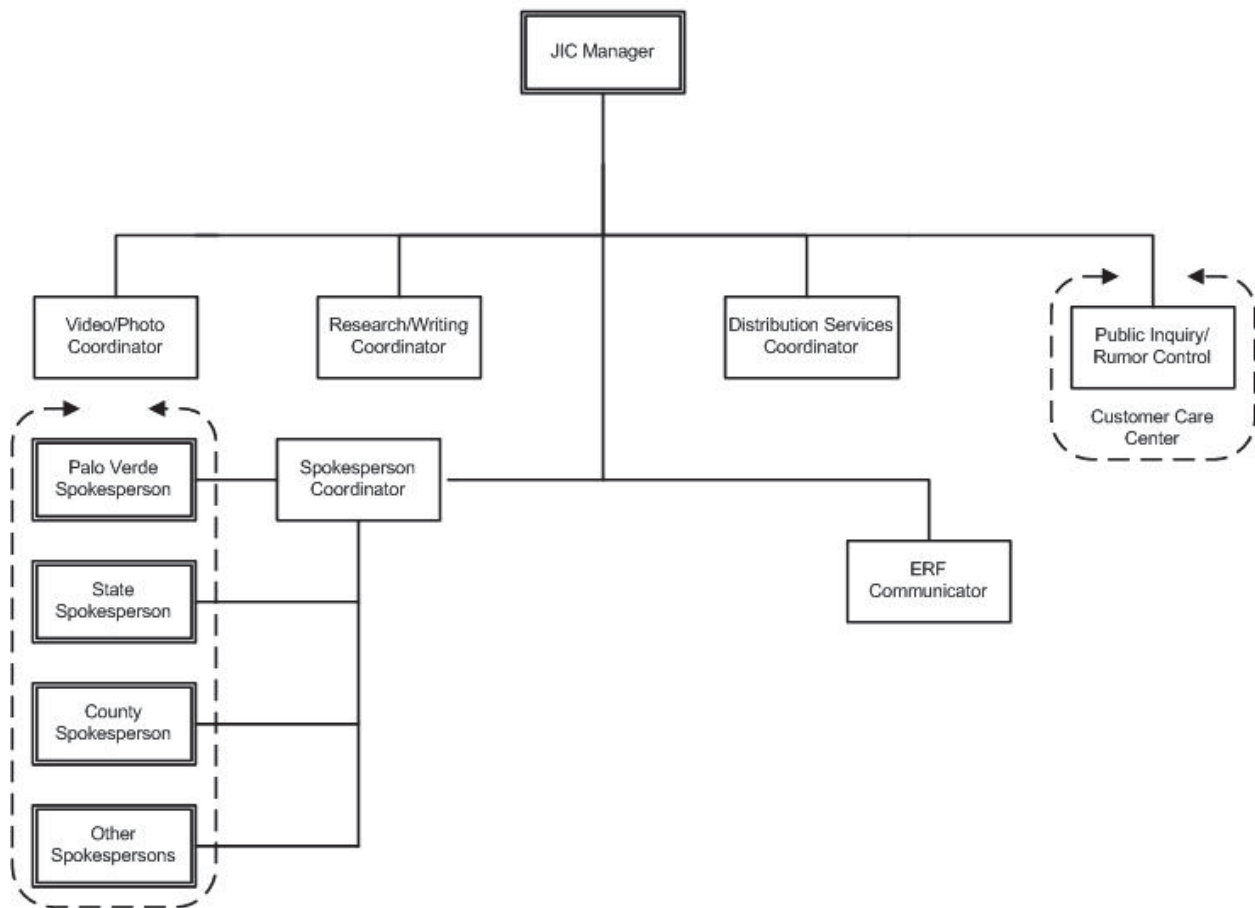 JIC Manager
Video/Photo
Coordinator
Research/Writing
Coordinator
Distribution Services
Coordinator
Public Inquiry/
Rumor Control
Customer Care
Center
Palo Verde
Spokesperson
Spokesperson
Coordinator
State
Spokesperson
ERF
Communicator
County
Spokesperson
Other
Spokespersons